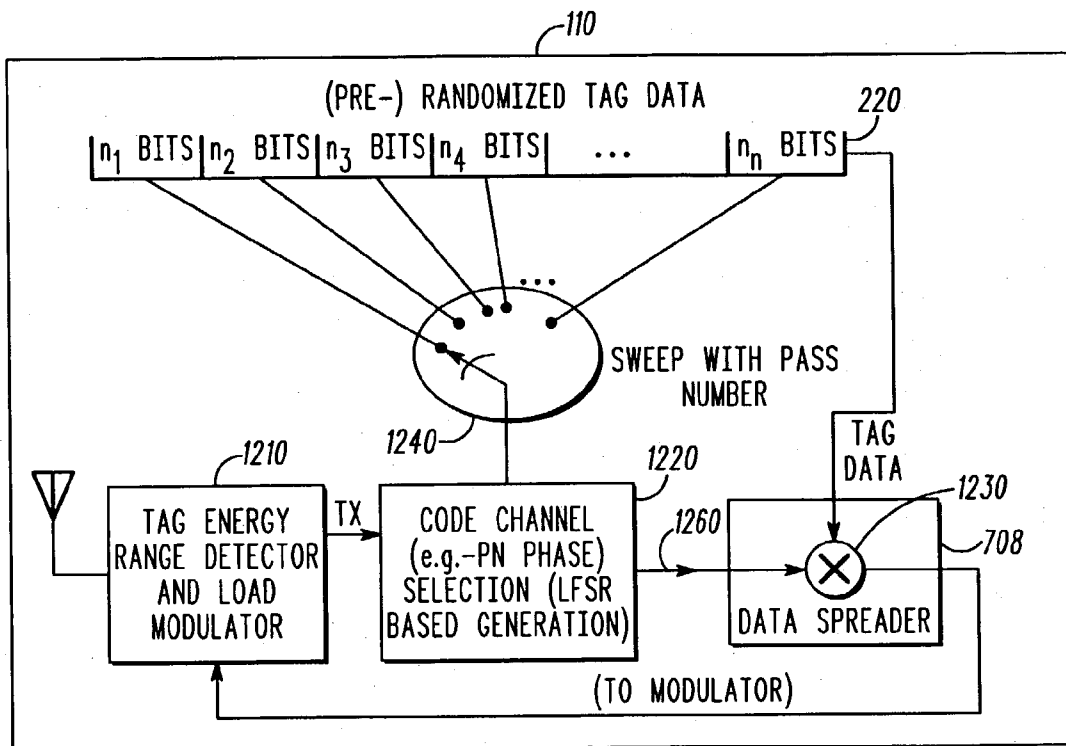 110
(PRE-) RANDOMIZED TAG DATA
220
n1 BITS n2 BITS n3 BITS n4 BITS ... nn BITS
...
SWEEP WITH PASS
NUMBER
1240
TAG
DATA
1210
1220
1230
TAG ENERGY
RANGE DETECTOR
AND LOAD
MODULATOR
TX
CODE CHANNEL
(e.g.-PN PHASE)
SELECTION (LFSR
BASED GENERATION)
1260
708
DATA SPREADER
(TO MODULATOR)